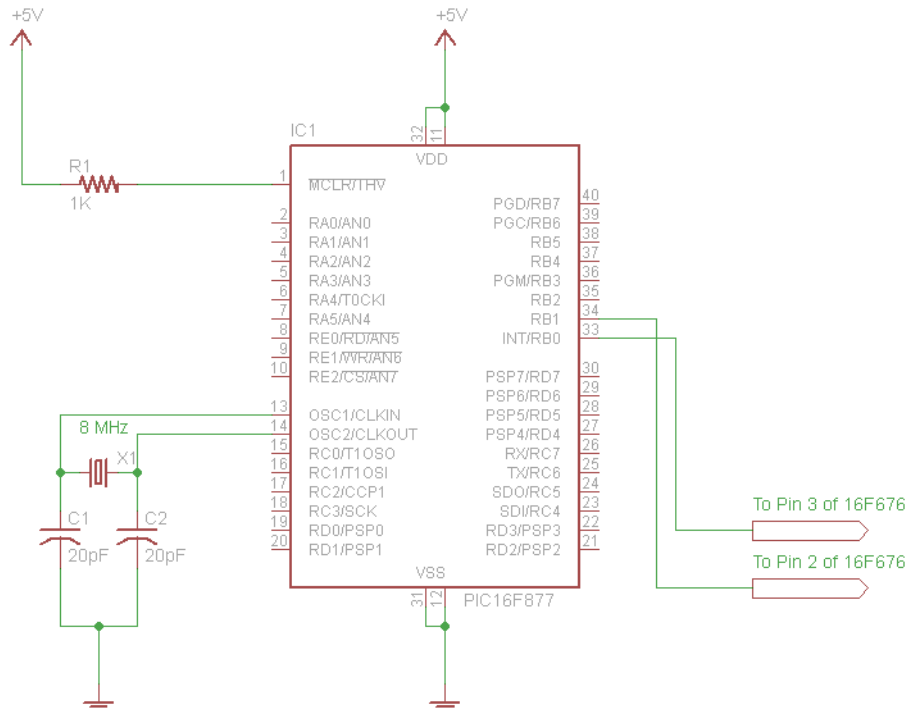 +5V
+5V
IC1
32
11
VDD
R1
1K
1
MCLR/THV
2
RA0/AN0
3
RA1/AN1
4
RA2/AN2
5
RA3/AN3
6
RA4/T0CKI
7
RA5/AN4
8
RE0/RD/AN5
9
RE1/WR/AN6
10
RE2/CS/AN7
13
OSC1/CLKIN
14
OSC2/CLKOUT
15
RC0/T1OSO
16
RC1/T1OSI
17
RC2/CCP1
18
RC3/SCK
19
RD0/PSP0
20
RD1/PSP1
PGD/RB7
40
PGC/RB6
39
RB5
38
RB4
37
PGM/RB3
36
RB2
35
RB1
34
INT/RB0
33
PSP7/RD7
30
PSP6/RD6
29
PSP5/RD5
28
PSP4/RD4
27
RX/RC7
26
TX/RC6
25
SDO/RC5
24
SDI/RC4
23
RD3/PSP3
22
RD2/PSP2
21
8 MHz
X1
C1
20pF
C2
20pF
VSS
31
12
PIC16F877
To Pin 3 of 16F676
To Pin 2 of 16F676